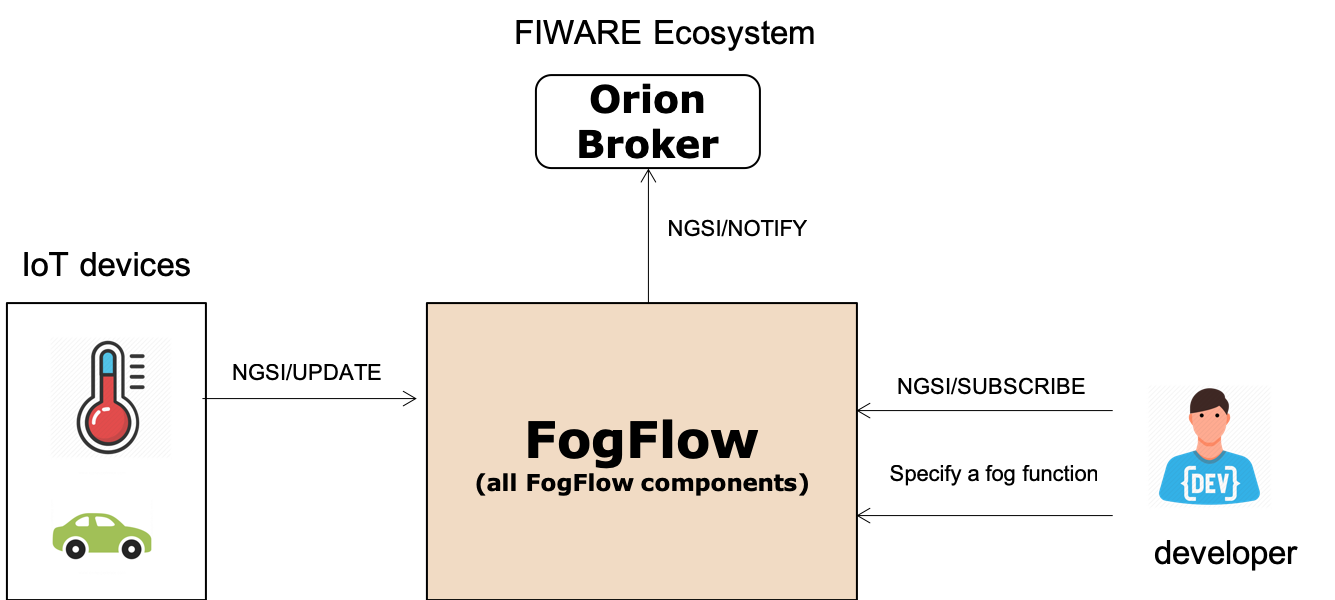 FIWARE Ecosystem
Orion
Broker
NGSI/NOTIFY
IoT devices
NGSI/UPDATE
FogFlow
(all FogFlow components)
NGSI/SUBSCRIBE
Specify a fog function
{DEV}
developer